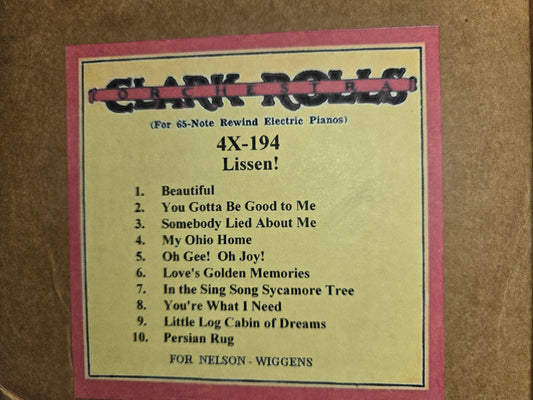 CLARK ORCHESTRA ROLLS
(For 65-Note Rewind Electric Pianos)
4X-194
Lissen!
1. Beautiful
2. You Gotta Be Good to Me
3. Somebody Lied About Me
4. My Ohio Home
5. Oh Gee! Oh Joy!
6. Love's Golden Memories
7. In the Sing Song Sycamore Tree
8. You're What I Need
9. Little Log Cabin of Dreams
10. Persian Rug
FOR NELSON - WIGGENS